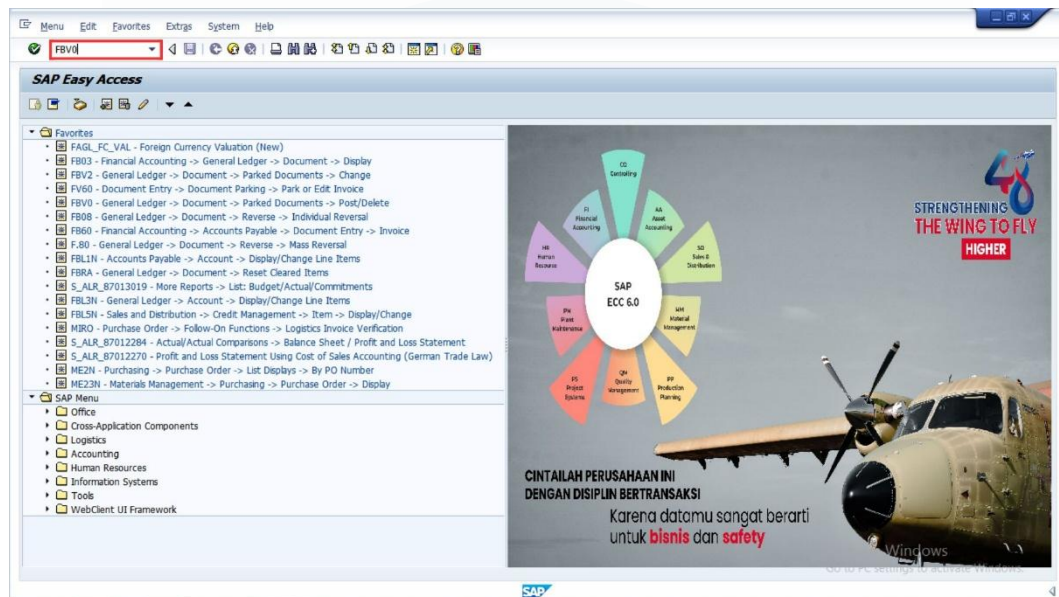 Menu Edit Favorites Extras System Help
FBV0
SAP Easy Access
Favorites
FAGL_FC_VAL - Foreign Currency Valuation (New)
FB03 - Financial Accounting -> General Ledger -> Document -> Display
FBV2 - General Ledger -> Document -> Parked Documents -> Change
FV60 - Document Entry -> Document Parking -> Park or Edit Invoice
FBV0 - General Ledger -> Document -> Parked Documents -> Post/Delete
FB08 - General Ledger -> Document -> Reverse -> Individual Reversal
FB60 - Financial Accounting -> Accounts Payable -> Document Entry -> Invoice
F.80 - General Ledger -> Document -> Reverse -> Mass Reversal
FBL1N - Accounts Payable -> Account -> Display/Change Line Items
FBRA - General Ledger -> Document -> Reset Cleared Items
S_ALR_87013019 - More Reports -> List: Budget/Actual/Commitments
FBL3N - General Ledger -> Account -> Display/Change Line Items
FBL5N - Sales and Distribution -> Credit Management -> Item -> Display/Change
MIRO - Purchase Order -> Follow-On Functions -> Logistics Invoice Verification
S_ALR_87012284 - Actual/Actual Comparisons -> Balance Sheet / Profit and Loss Statement
S_ALR_87012270 - Profit and Loss Statement Using Cost of Sales Accounting (German Trade Law)
ME2N - Purchasing -> Purchase Order -> List Displays -> By PO Number
ME23N - Materials Management -> Purchasing -> Purchase Order -> Display
SAP Menu
Office
Cross-Application Components
Logistics
Accounting
Human Resources
Information Systems
Tools
WebClient UI Framework
CO
Controlling
FI
Financial
Accounting
AA
Asset
Accounting
HR
Human
Resource
SD
Sales &
Distribution
SAP
ECC 6.0
PM
Plant
Maintenance
MM
Material
Management
PS
Project
Systems
QM
Quality
Management
PP
Production
Planning
48
STRENGTHENING
THE WING TO FLY
HIGHER
CINTAILAH PERUSAHAAN INI
DENGAN DISIPLIN BERTRANSAKSI
Karena datamu sangat berarti
untuk bisnis dan safety
Windows
Go to PC settings to activate Windows.
SAP